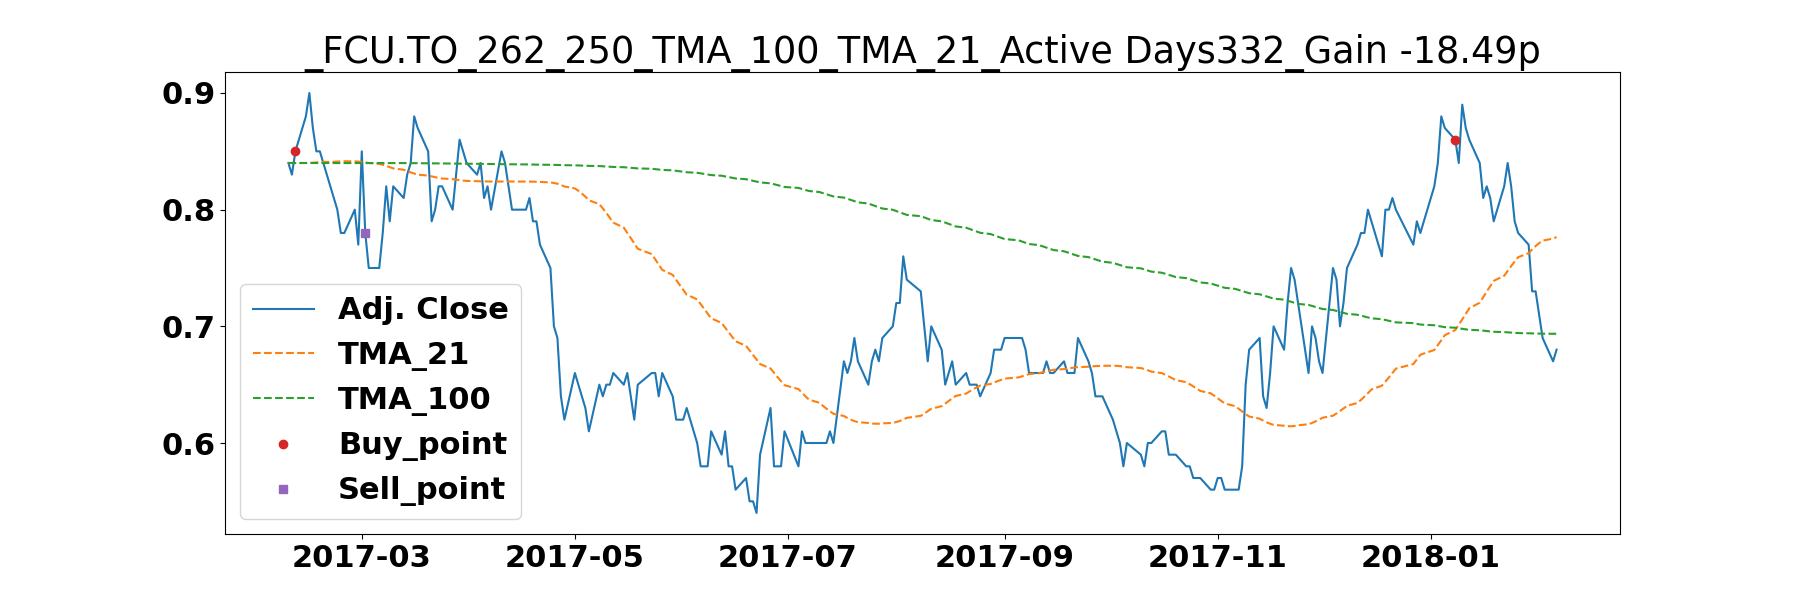 _FCU.TO_262_250_TMA_100_TMA_21_Active Days332_Gain -18.49p
0.9
0.8
0.7
0.6
Adj. Close
TMA_21
TMA_100
Buy_point
Sell_point
2017-03 2017-05 2017-07 2017-09 2017-11 2018-01